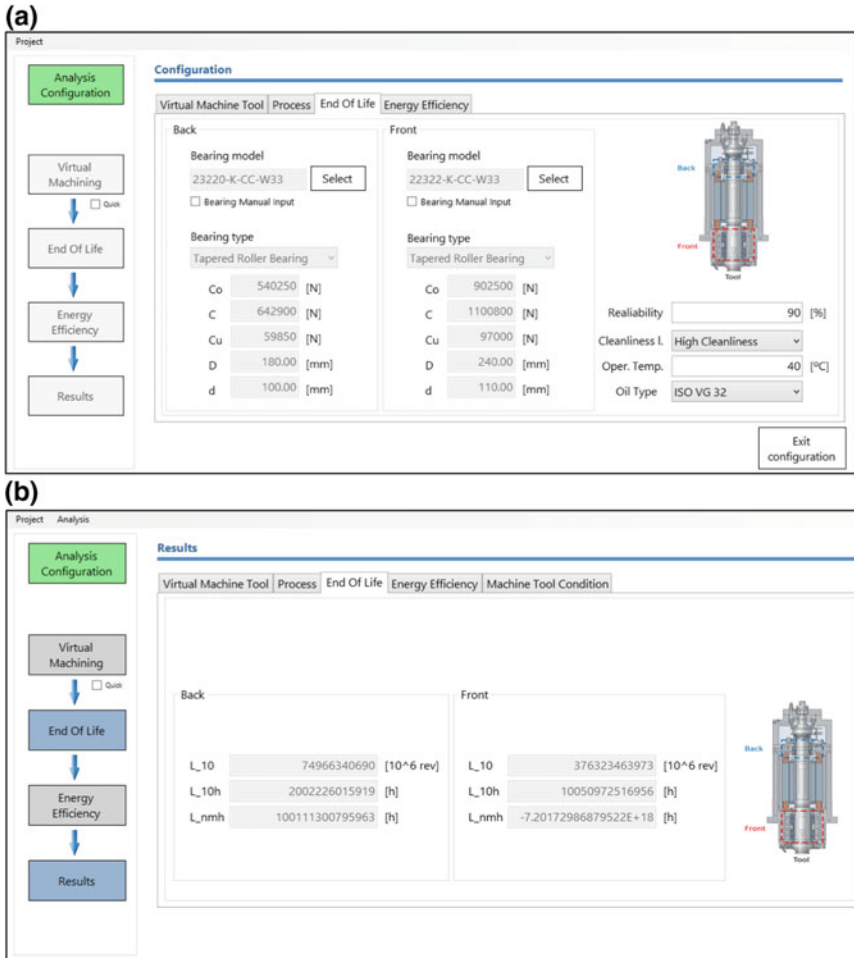 (a)
Project
Analysis
Configuration
Virtual
Machining
Quick
End Of Life
Energy
Efficiency
Results
Configuration
Virtual Machine Tool Process End Of Life Energy Efficiency
Back
Bearing model
23220-K-CC-W33 Select
Bearing Manual Input
Bearing type
Tapered Roller Bearing
Co 540250 [N]
C 642900 [N]
Cu 59850 [N]
D 180.00 [mm]
d 100.00 [mm]
Front
Bearing model
22322-K-CC-W33 Select
Bearing Manual Input
Bearing type
Tapered Roller Bearing
Co 902500 [N]
C 1100800 [N]
Cu 97000 [N]
D 240.00 [mm]
d 110.00 [mm]
Back
Front
Tool
Realiability 90 [%]
Cleanliness l. High Cleanliness
Oper. Temp. 40 [ºC]
Oil Type ISO VG 32
Exit
configuration
(b)
Project Analysis
Analysis
Configuration
Virtual
Machining
Quick
End Of Life
Energy
Efficiency
Results
Results
Virtual Machine Tool Process End Of Life Energy Efficiency Machine Tool Condition
Back
L_10 74966340690 [10^6 rev]
L_10h 2002226015919 [h]
L_nmh 100111300795963 [h]
Front
L_10 376323463973 [10^6 rev]
L_10h 10050972516956 [h]
L_nmh -7.20172986879522E+18 [h]
Back
Front
Tool